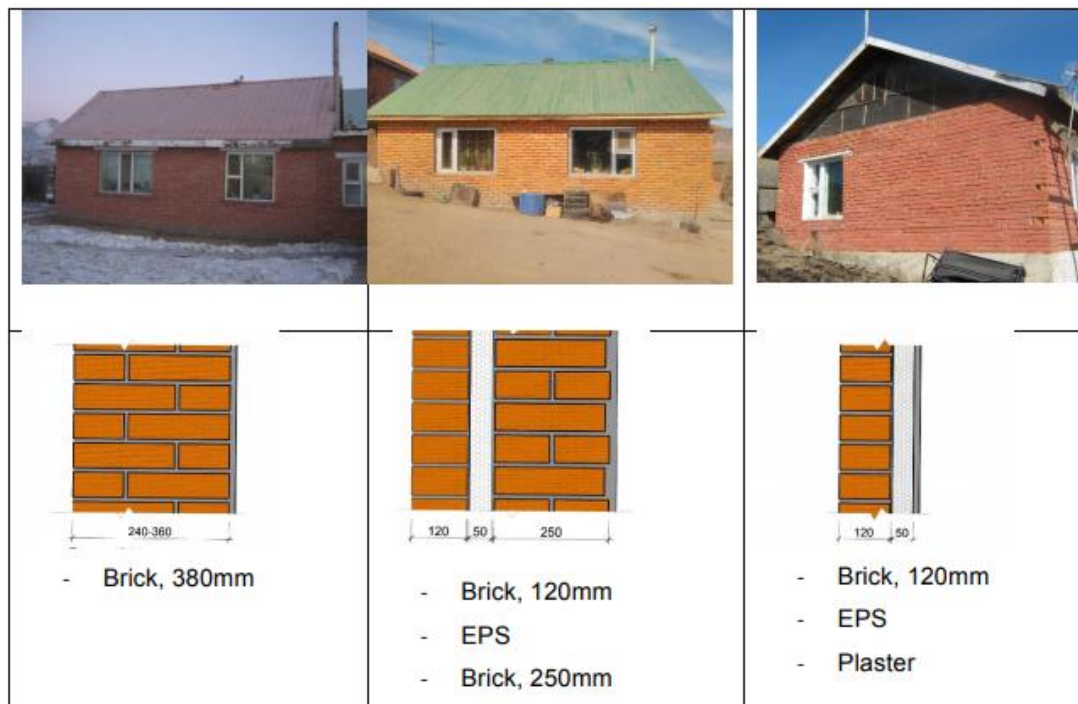 240-360
120 50 250
120 50
- Brick, 380mm
- Brick, 120mm
- EPS
- Brick, 250mm
- Brick, 120mm
- EPS
- Plaster